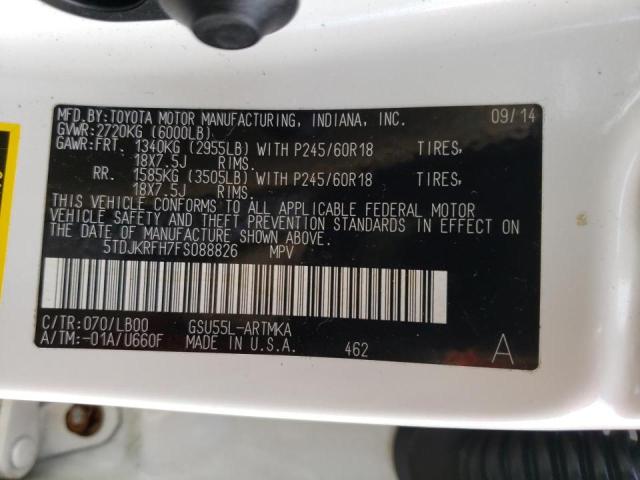 MFD.BY:TOYOTA MOTOR MANUFACTURING, INDIANA, INC. 09/14
GVWR:2720KG (6000LB)
GAWR:FRT. 1340KG (2955LB) WITH P245/60R18 TIRES,
18X7.5J RIMS.
RR. 1585KG (3505LB) WITH P245/60R18 TIRES,
18X7.5J RIMS.
THIS VEHICLE CONFORMS TO ALL APPLICABLE FEDERAL MOTOR
VEHICLE SAFETY AND THEFT PREVENTION STANDARDS IN EFFECT ON
THE DATE OF MANUFACTURE SHOWN ABOVE.
5TDJKRFH7FS088826 MPV
C/TR:070/LB00 GSU55L-ARTMKA
A/TM:-01A/U660F MADE IN U.S.A. 462 A